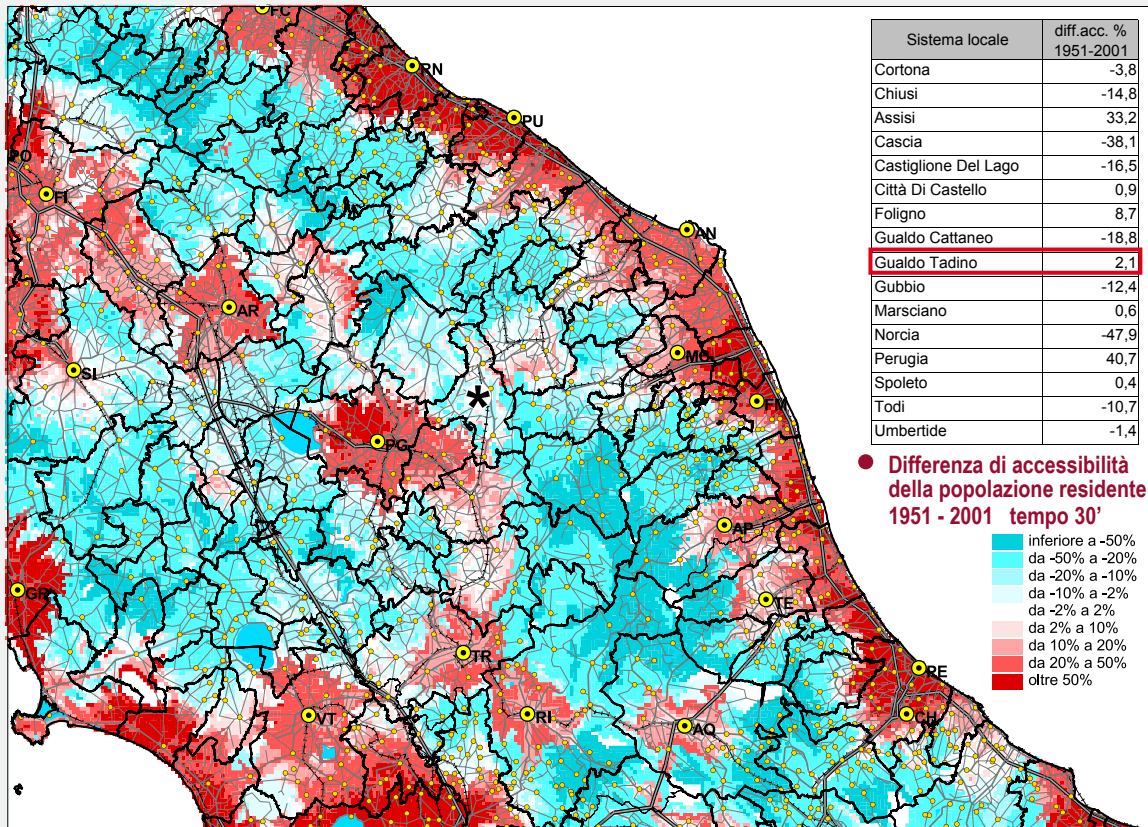 FC
RN
PU
PO
FI
AN
AR
MC
SI
PG
AP
GR
TE
TR
PE
VT
RI
AQ
CH
*
Sistema locale diff.acc. % 1951-2001
Cortona -3,8
Chiusi -14,8
Assisi 33,2
Cascia -38,1
Castiglione Del Lago -16,5
Città Di Castello 0,9
Foligno 8,7
Gualdo Cattaneo -18,8
Gualdo Tadino 2,1
Gubbio -12,4
Marsciano 0,6
Norcia -47,9
Perugia 40,7
Spoleto 0,4
Todi -10,7
Umbertide -1,4
Differenza di accessibilità
della popolazione residente
1951 - 2001 tempo 30'
inferiore a -50%
da -50% a -20%
da -20% a -10%
da -10% a -2%
da -2% a 2%
da 2% a 10%
da 10% a 20%
da 20% a 50%
oltre 50%